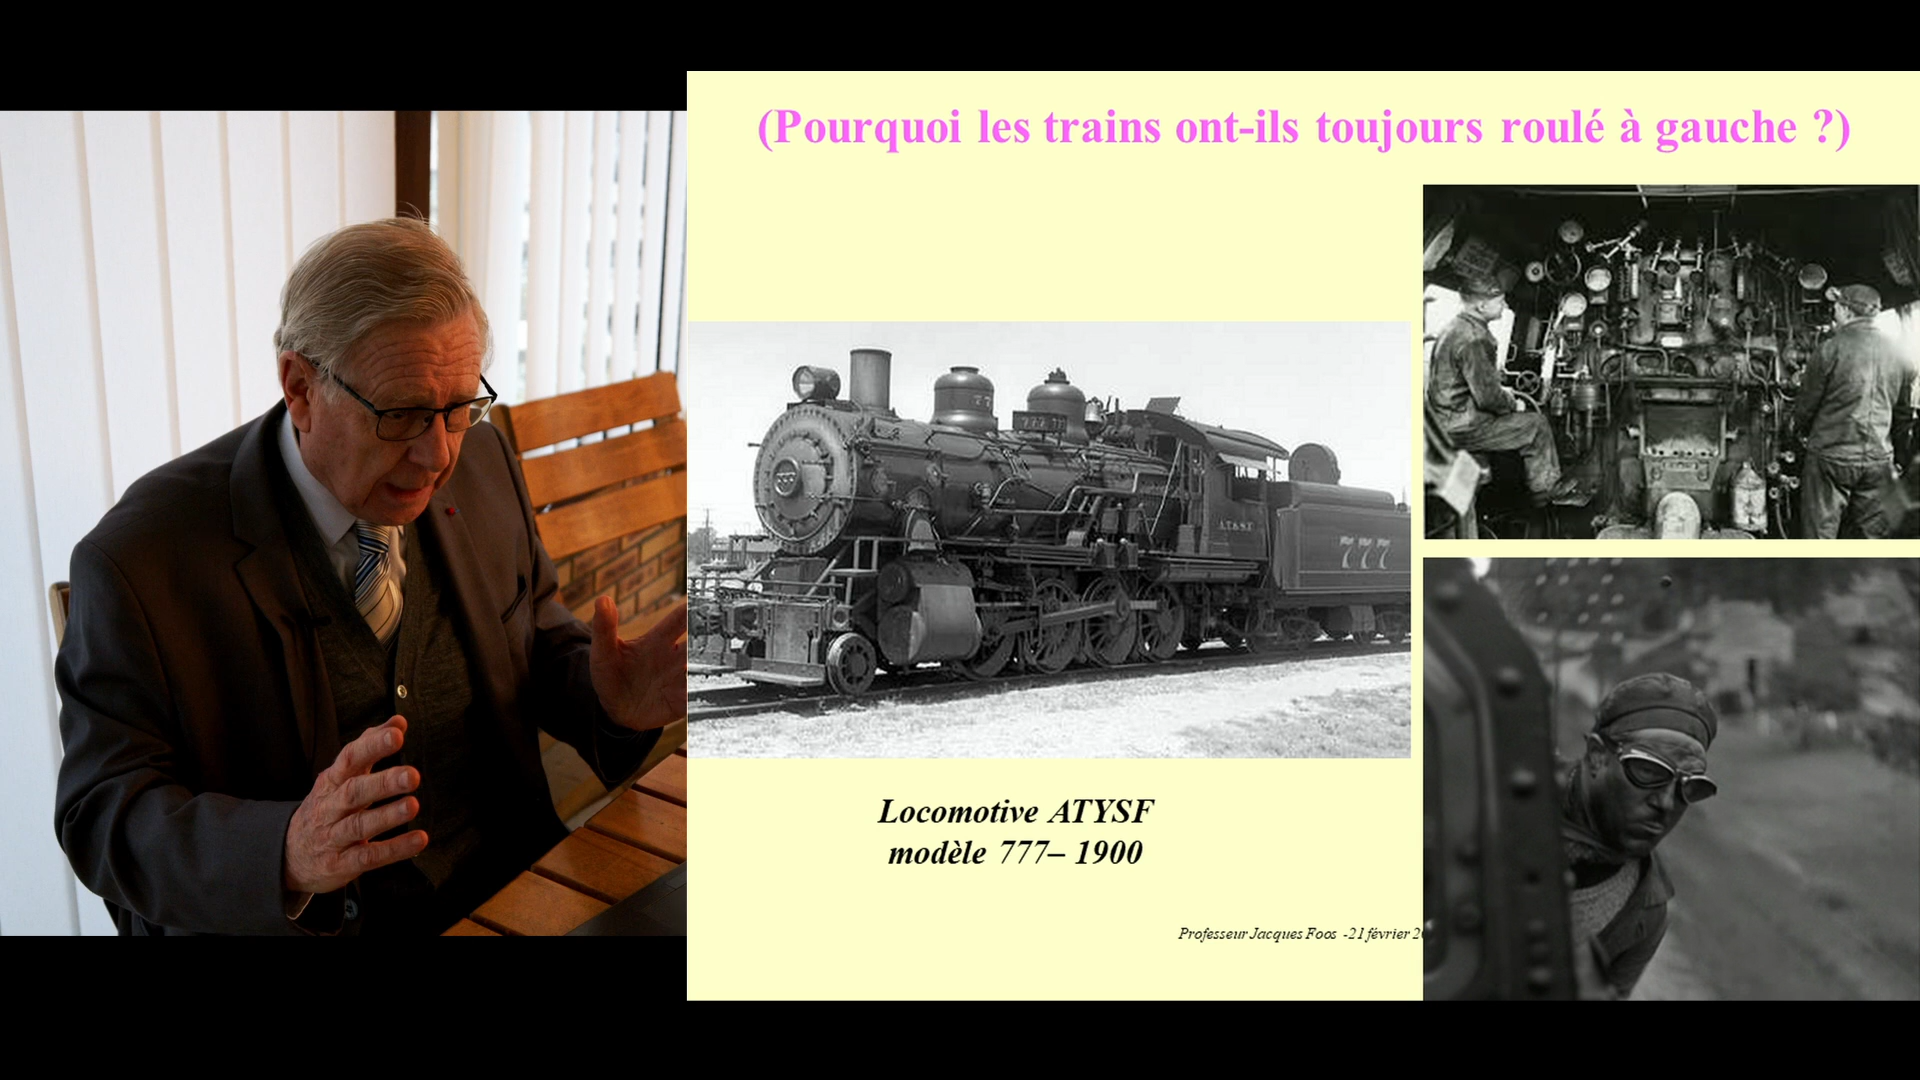 (Pourquoi les trains ont-ils toujours roulé à gauche ?)
777
777
A.T.&S.F.
777
Locomotive ATYSF
modèle 777– 1900
Professeur Jacques Foos -21 février 2